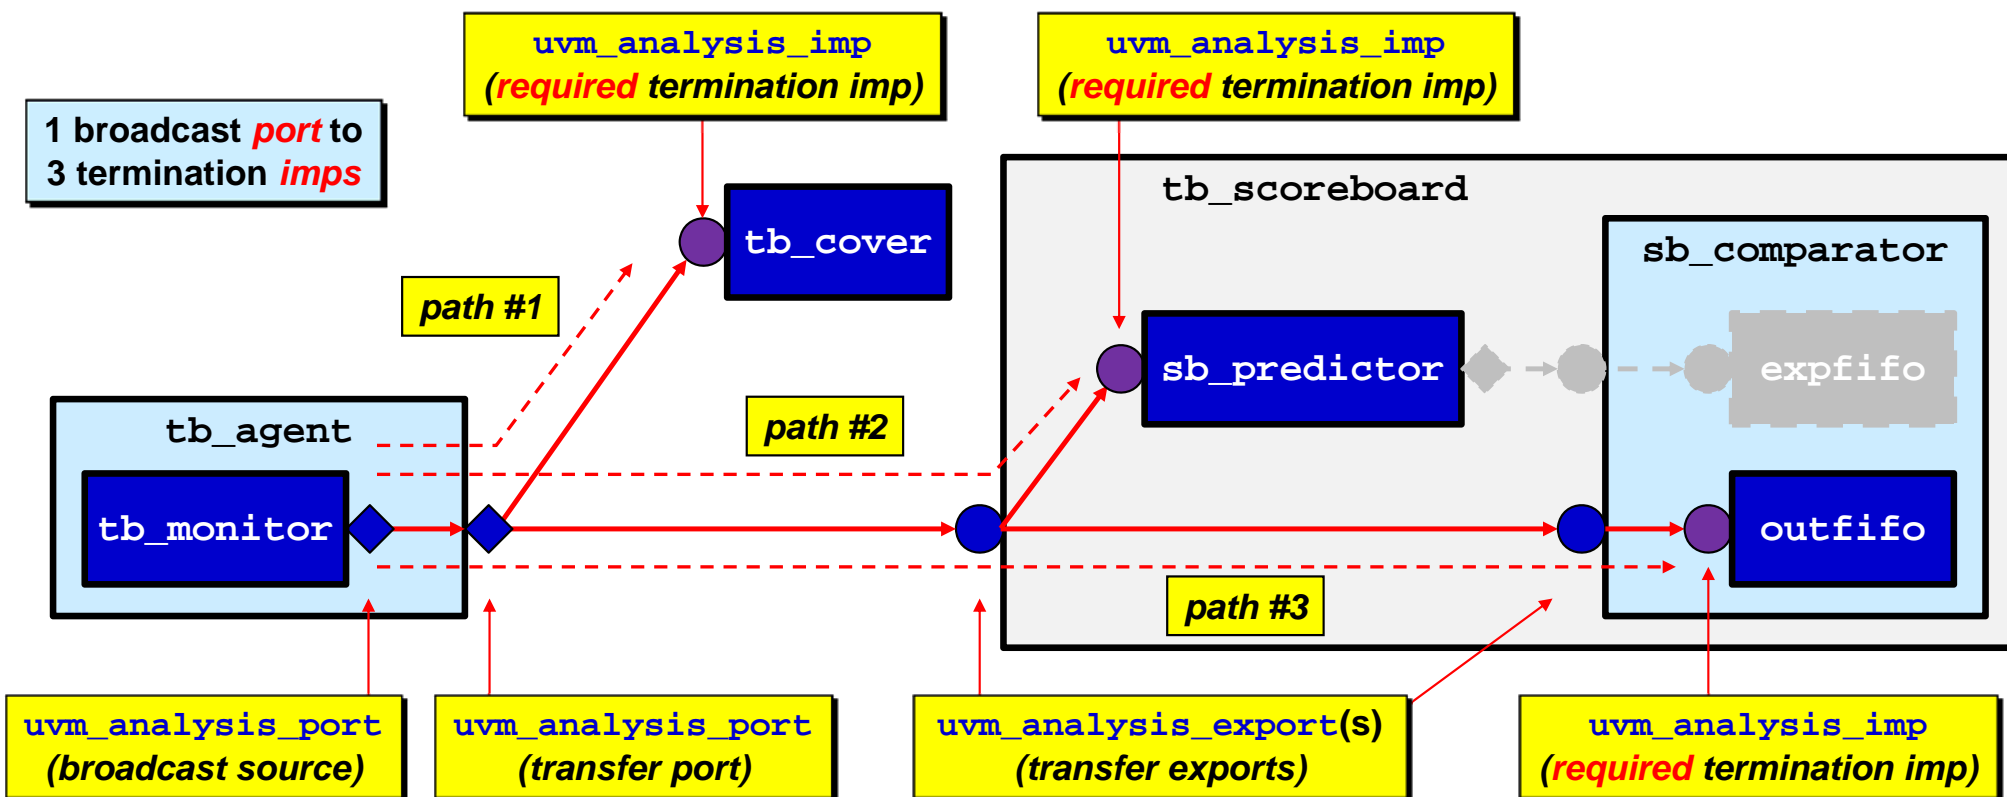 uvm_analysis_imp
(required termination imp)
uvm_analysis_imp
(required termination imp)
1 broadcast port to
3 termination imps
tb_scoreboard
tb_cover
sb_comparator
path #1
sb_predictor
expfifo
path #2
tb_agent
tb_monitor
outfifo
path #3
uvm_analysis_port
(broadcast source)
uvm_analysis_port
(transfer port)
uvm_analysis_export(s)
(transfer exports)
uvm_analysis_imp
(required termination imp)